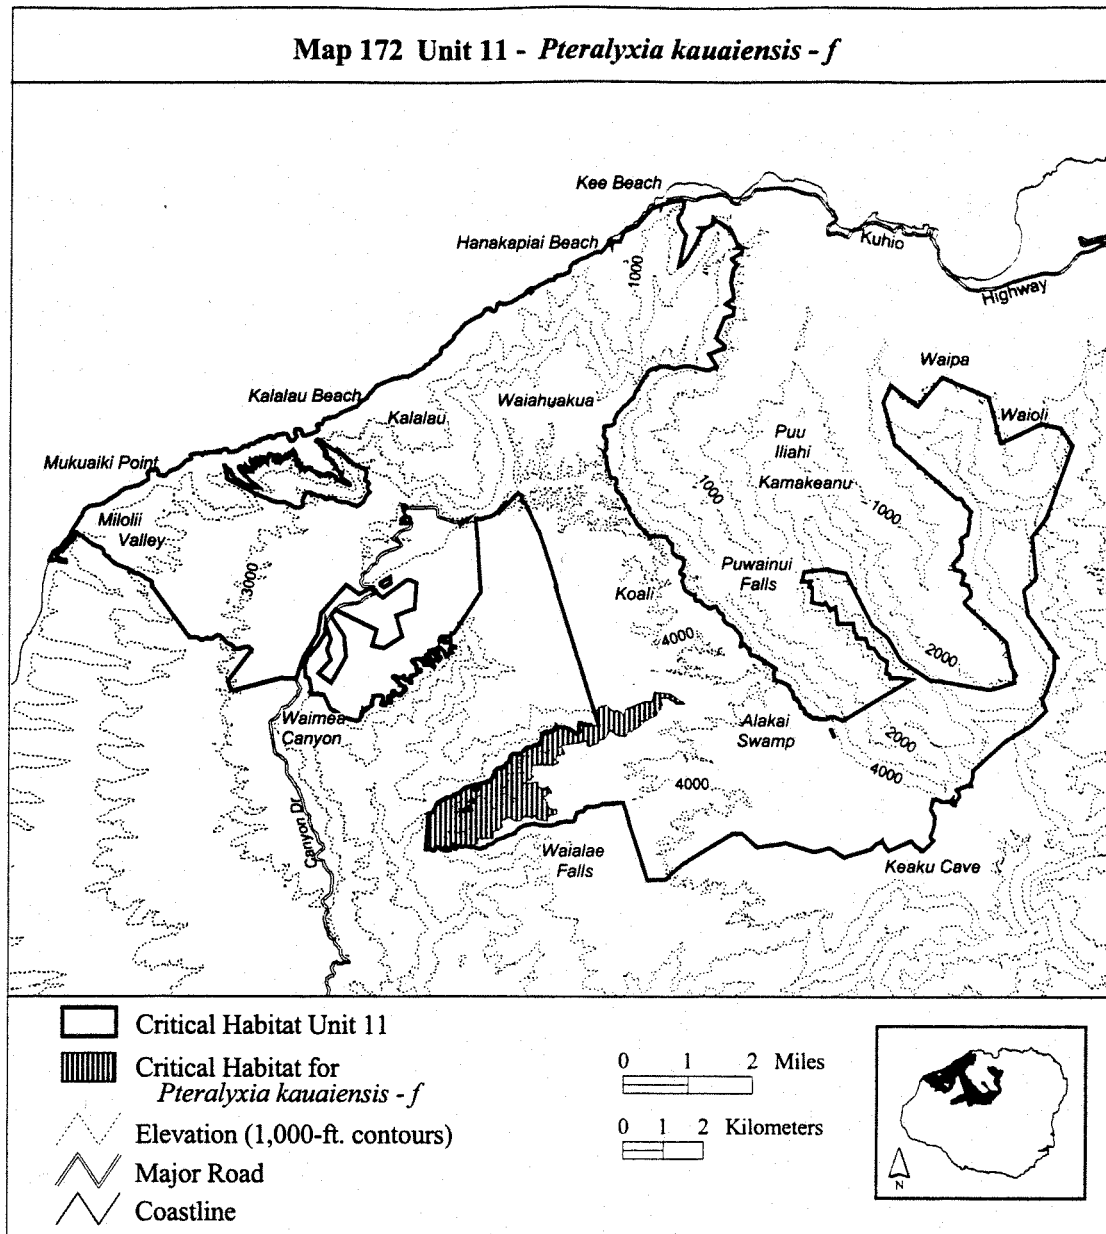 Map 172 Unit 11 - Pteralyxia kauaiensis - f
Kee Beach
Hanakapiai Beach
Kuhio
Highway
1000
Waipa
Kalalau Beach
Kalalau
Waiahuakua
Waioli
Puu
Iliahi
Mukuaiki Point
Kamakeanu
1000
1000
Milolii
Valley
3000
Puwainui
Falls
Koali
4000
2000
Waimea
Canyon
Alakai
Swamp
2000
4000
4000
Canyon Dr
Waialae
Falls
Keaku Cave
Critical Habitat Unit 11
Critical Habitat for
Pteralyxia kauaiensis - f
Elevation (1,000-ft. contours)
Major Road
Coastline
0 1 2 Miles
0 1 2 Kilometers
N